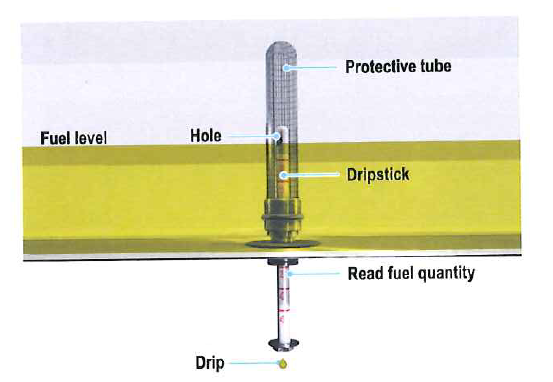 Protective tube
Fuel level
Hole
Dripstick
Read fuel quantity
Drip